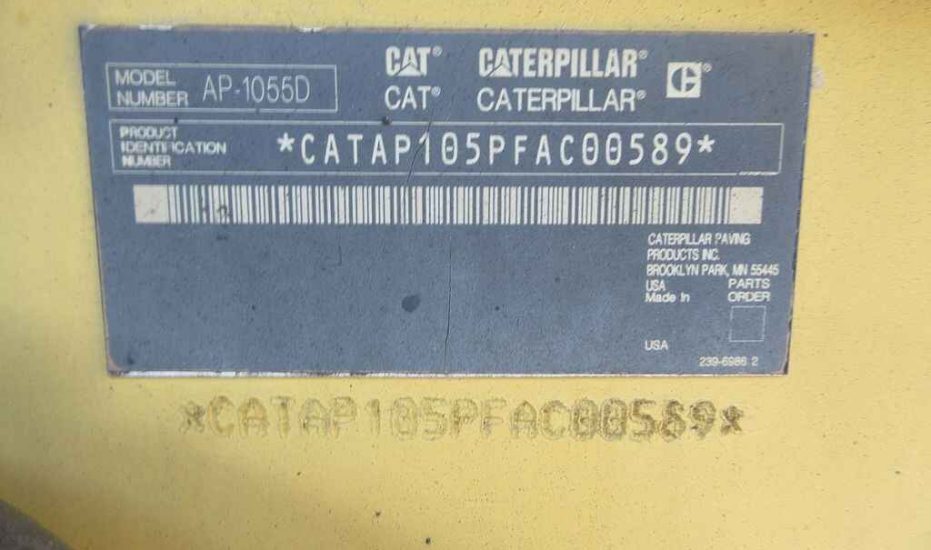 CAT® CATERPILLAR®
CAT® CATERPILLAR®
MODEL NUMBER AP-1055D
PRODUCT IDENTIFICATION NUMBER *CATAP105PFAC00589*
CATERPILLAR PAVING
PRODUCTS INC.
BROOKLYN PARK, MN 55445
USA PARTS
Made In ORDER
USA
239-6986 2
*CATAP105PFAC00589*